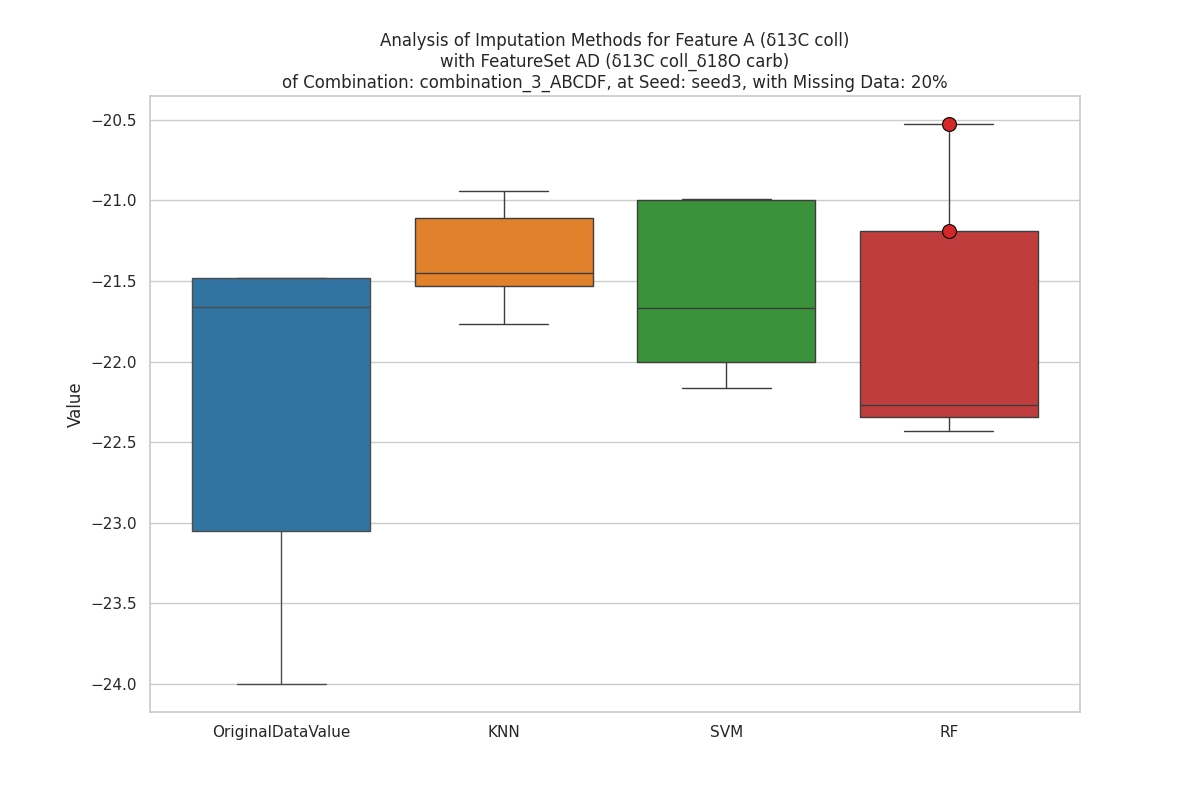 Analysis of Imputation Methods for Feature A (δ13C coll)
with FeatureSet AD (δ13C coll_δ18O carb)
of Combination: combination_3_ABCDF, at Seed: seed3, with Missing Data: 20%
−20.5
−21.0
−21.5
−22.0
−22.5
−23.0
−23.5
−24.0
Value
OriginalDataValue
KNN
SVM
RF